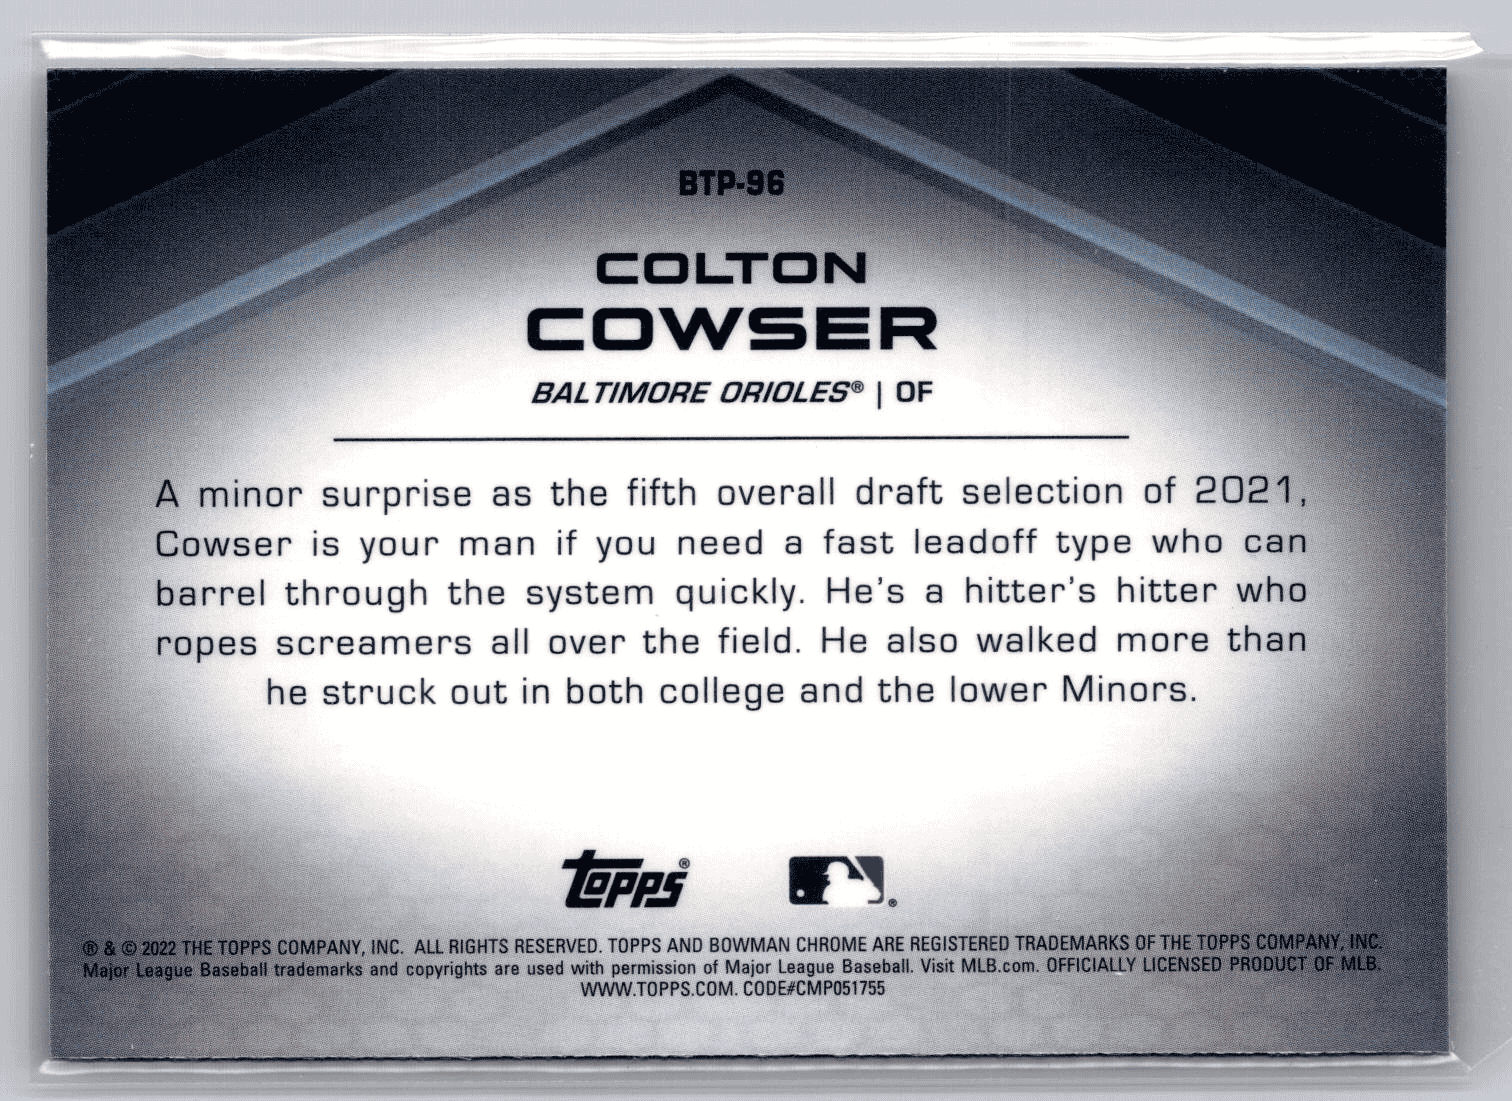 BTP-96
COLTON
COWSER
BALTIMORE ORIOLES® | OF
A minor surprise as the fifth overall draft selection of 2021,
Cowser is your man if you need a fast leadoff type who can
barrel through the system quickly. He's a hitter's hitter who
ropes screamers all over the field. He also walked more than
he struck out in both college and the lower Minors.
topps®
®
® & © 2022 THE TOPPS COMPANY, INC. ALL RIGHTS RESERVED. TOPPS AND BOWMAN CHROME ARE REGISTERED TRADEMARKS OF THE TOPPS COMPANY, INC.
Major League Baseball trademarks and copyrights are used with permission of Major League Baseball. Visit MLB.com. OFFICIALLY LICENSED PRODUCT OF MLB.
WWW.TOPPS.COM. CODE#CMP051755